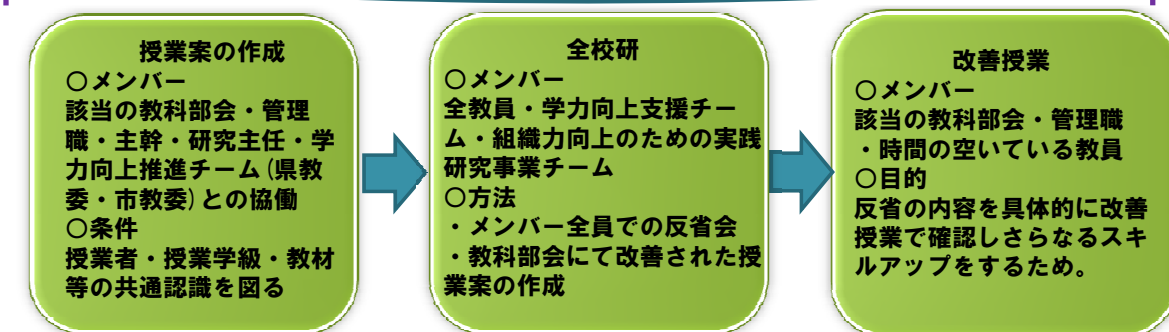 授業案の作成
○メンバー
該当の教科部会・管理
職・主幹・研究主任・学
力向上推進チーム(県教
委・市教委)との協働
○条件
授業者・授業学級・教材
等の共通認識を図る
全校研
○メンバー
全教員・学力向上支援チー
ム・組織力向上のための実践
研究事業チーム
○方法
・メンバー全員での反省会
・教科部会にて改善された授
業案の作成
改善授業
○メンバー
該当の教科部会・管理職
・時間の空いている教員
○目的
反省の内容を具体的に改善
授業で確認しさらなるスキ
ルアップをするため。